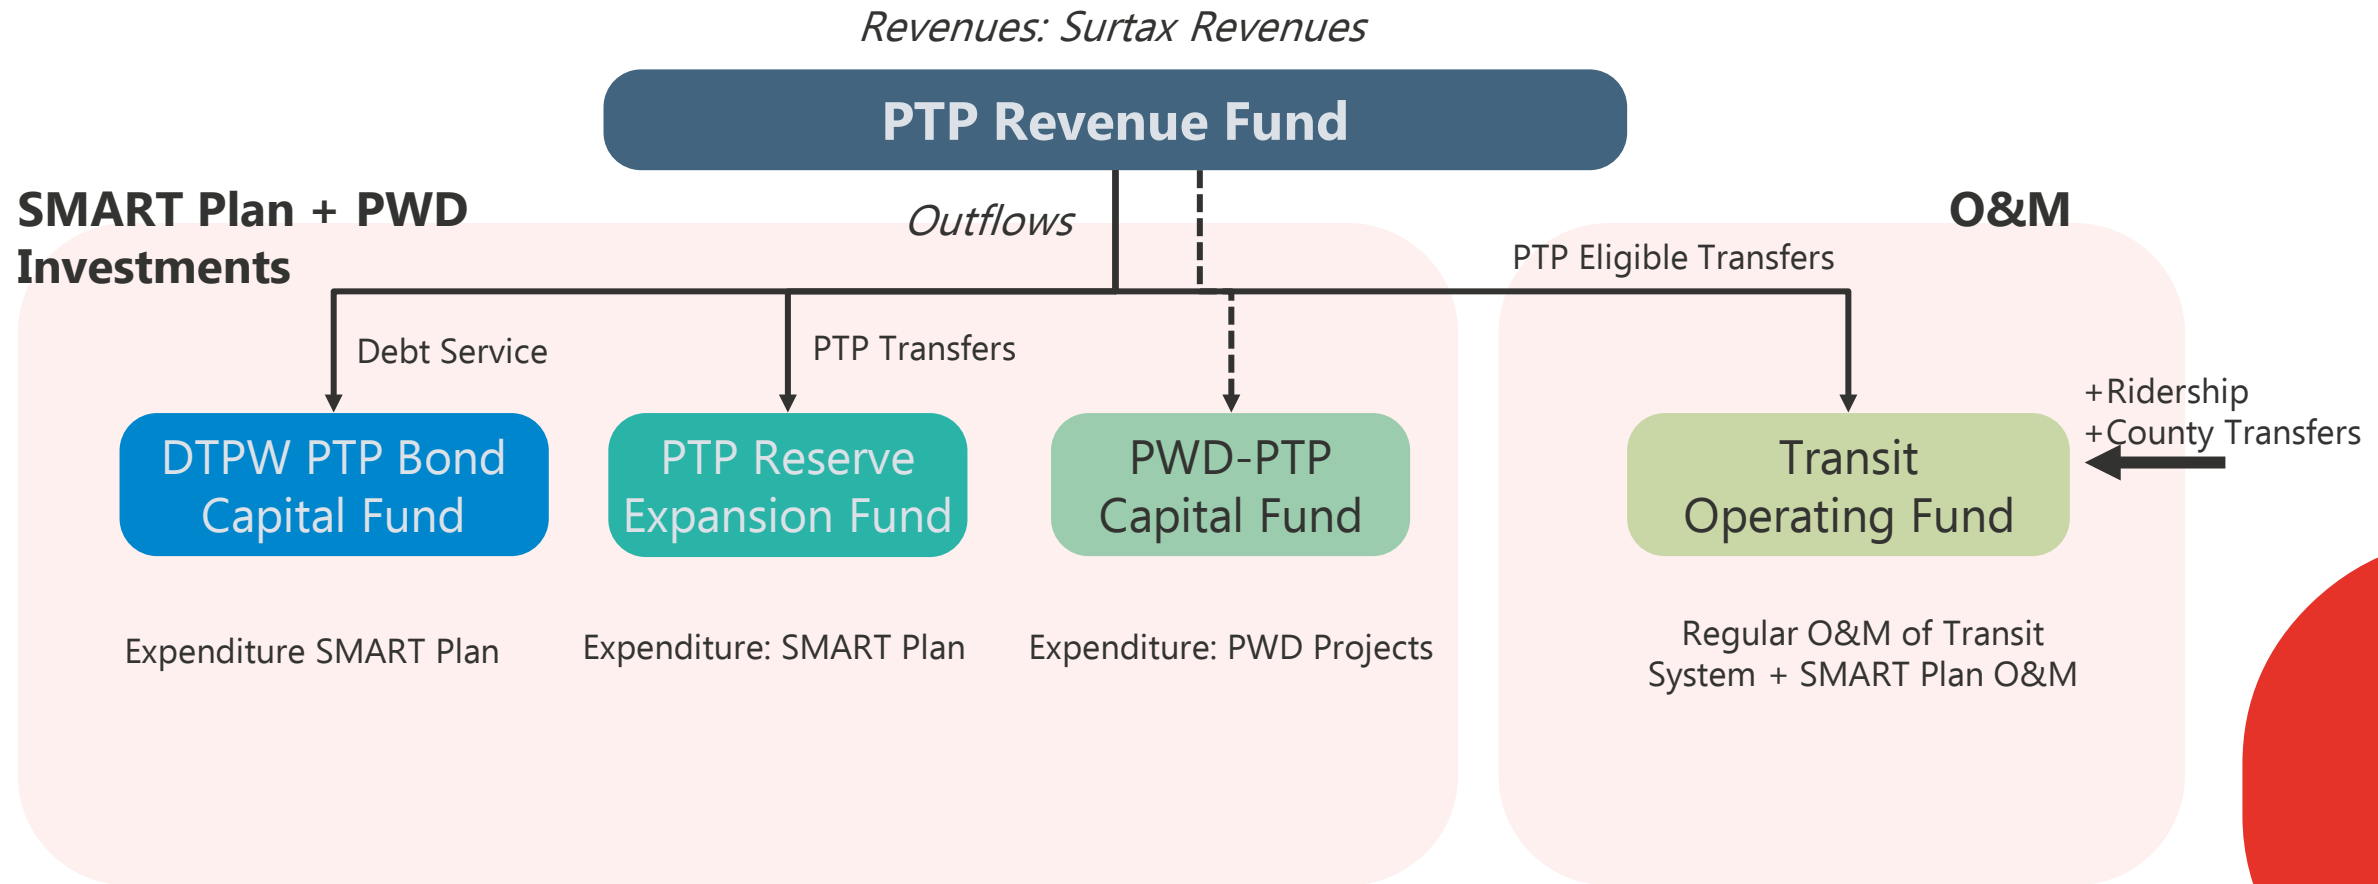 Revenues: Surtax Revenues
PTP Revenue Fund
SMART Plan + PWD
Investments
Outflows
O&M
PTP Eligible Transfers
Debt Service
PTP Transfers
+Ridership
+County Transfers
DTPW PTP Bond
Capital Fund
PTP Reserve
Expansion Fund
PWD-PTP
Capital Fund
Transit
Operating Fund
Expenditure SMART Plan
Expenditure: SMART Plan
Expenditure: PWD Projects
Regular O&M of Transit
System + SMART Plan O&M